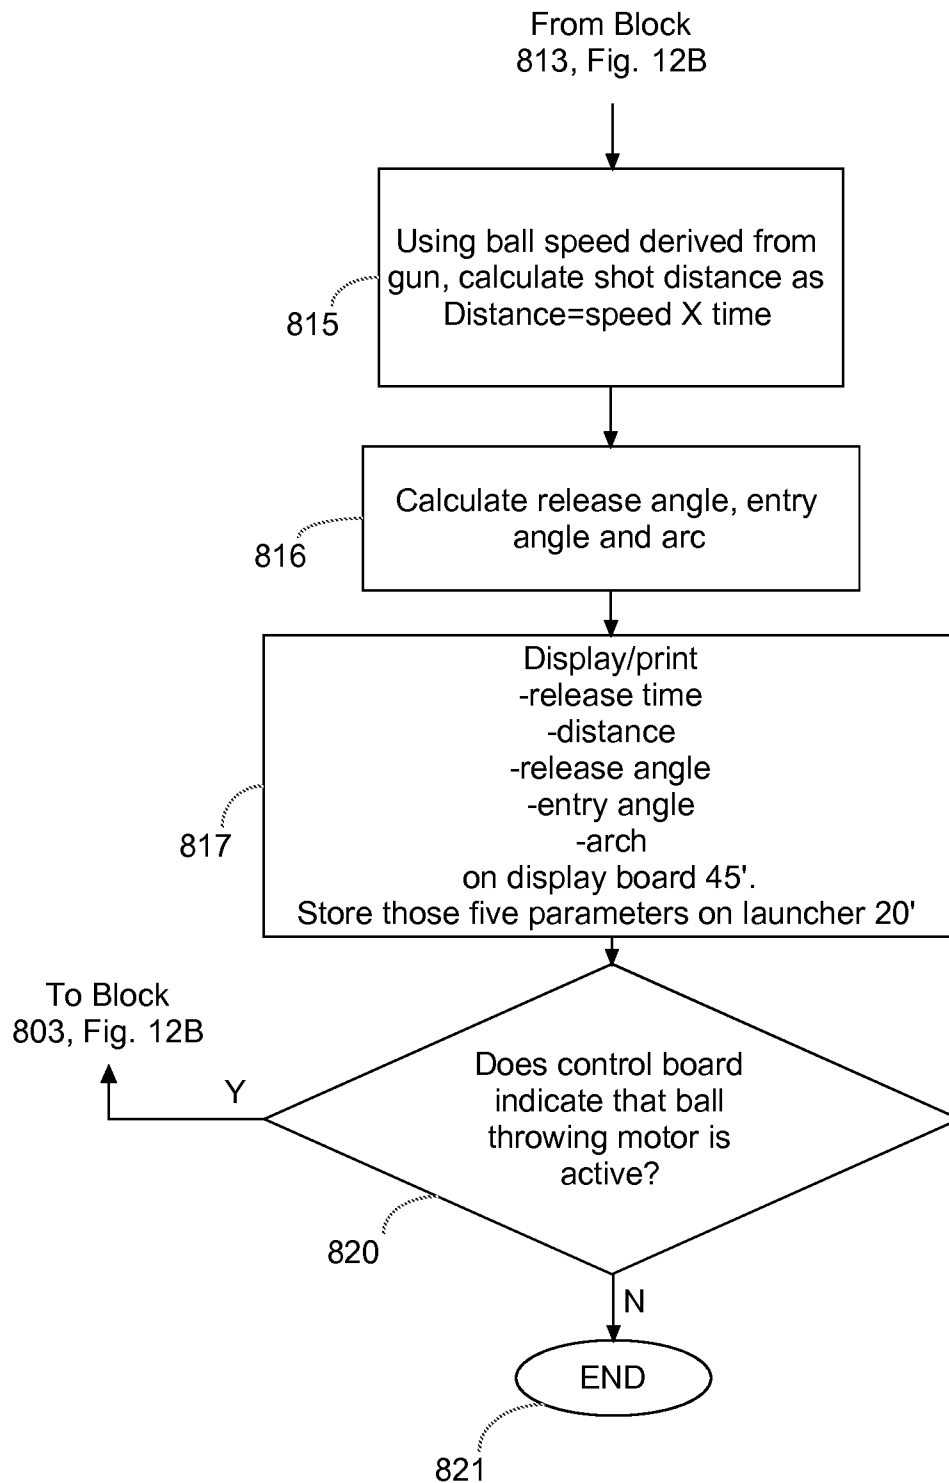 From Block
813, Fig. 12B
Using ball speed derived from
gun, calculate shot distance as
Distance=speed X time
815
Calculate release angle, entry
angle and arc
816
Display/print
-release time
-distance
-release angle
-entry angle
-arch
on display board 45'.
Store those five parameters on launcher 20'
817
To Block
803, Fig. 12B
Y
Does control board
indicate that ball
throwing motor is
active?
820
N
END
821